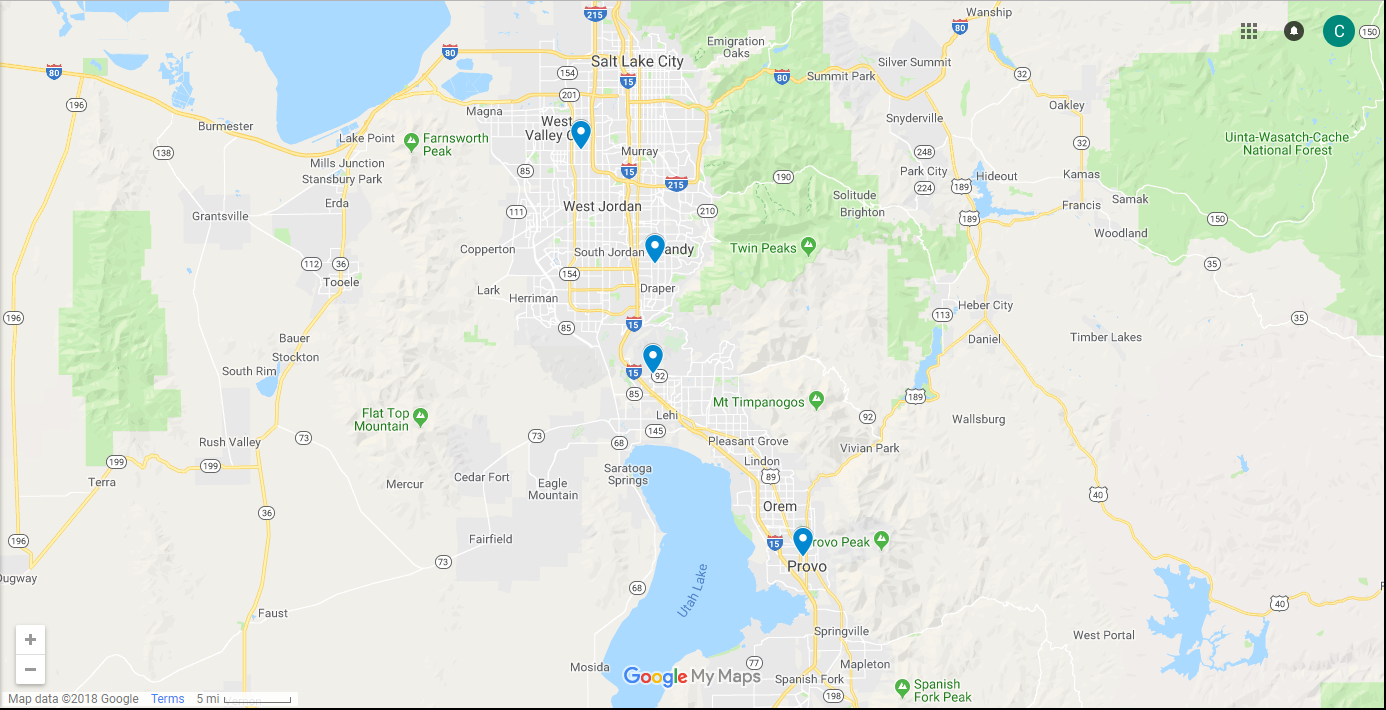 215
Wanship
80
150
C
Emigration
Oaks
80
Salt Lake City
Silver Summit
80
154
15
80
Summit Park
32
196
201
Oakley
Magna
Burmester
West
Valley C
Snyderville
Lake Point
Farnsworth
Peak
Uinta-Wasatch-Cache
National Forest
32
138
Murray
248
Mills Junction
85
15
Park City
Stansbury Park
215
190
224
189
Hideout
Kamas
Erda
111
West Jordan
210
Solitude
Brighton
Samak
Francis
Grantsville
189
150
Woodland
Copperton
South Jordan
andy
Twin Peaks
112
36
154
35
Tooele
Lark
Herriman
Draper
Heber City
196
85
15
113
35
Bauer
Daniel
Timber Lakes
Stockton
South Rim
15
92
85
189
Mt Timpanogos
Flat Top
Mountain
Lehi
92
Wallsburg
145
73
73
68
Pleasant Grove
Rush Valley
Vivian Park
199
199
Lindon
Saratoga
Springs
Terra
Cedar Fort
89
Mercur
Eagle
Mountain
40
36
Orem
196
Fairfield
15
rovo Peak
73
Provo
Dugway
68
Utah Lake
40
Faust
Springville
West Portal
77
Mosida
Mapleton
Google My Maps
Spanish Fork
Spanish
Fork Peak
198
+
−
Map data ©2018 Google Terms 5 mi